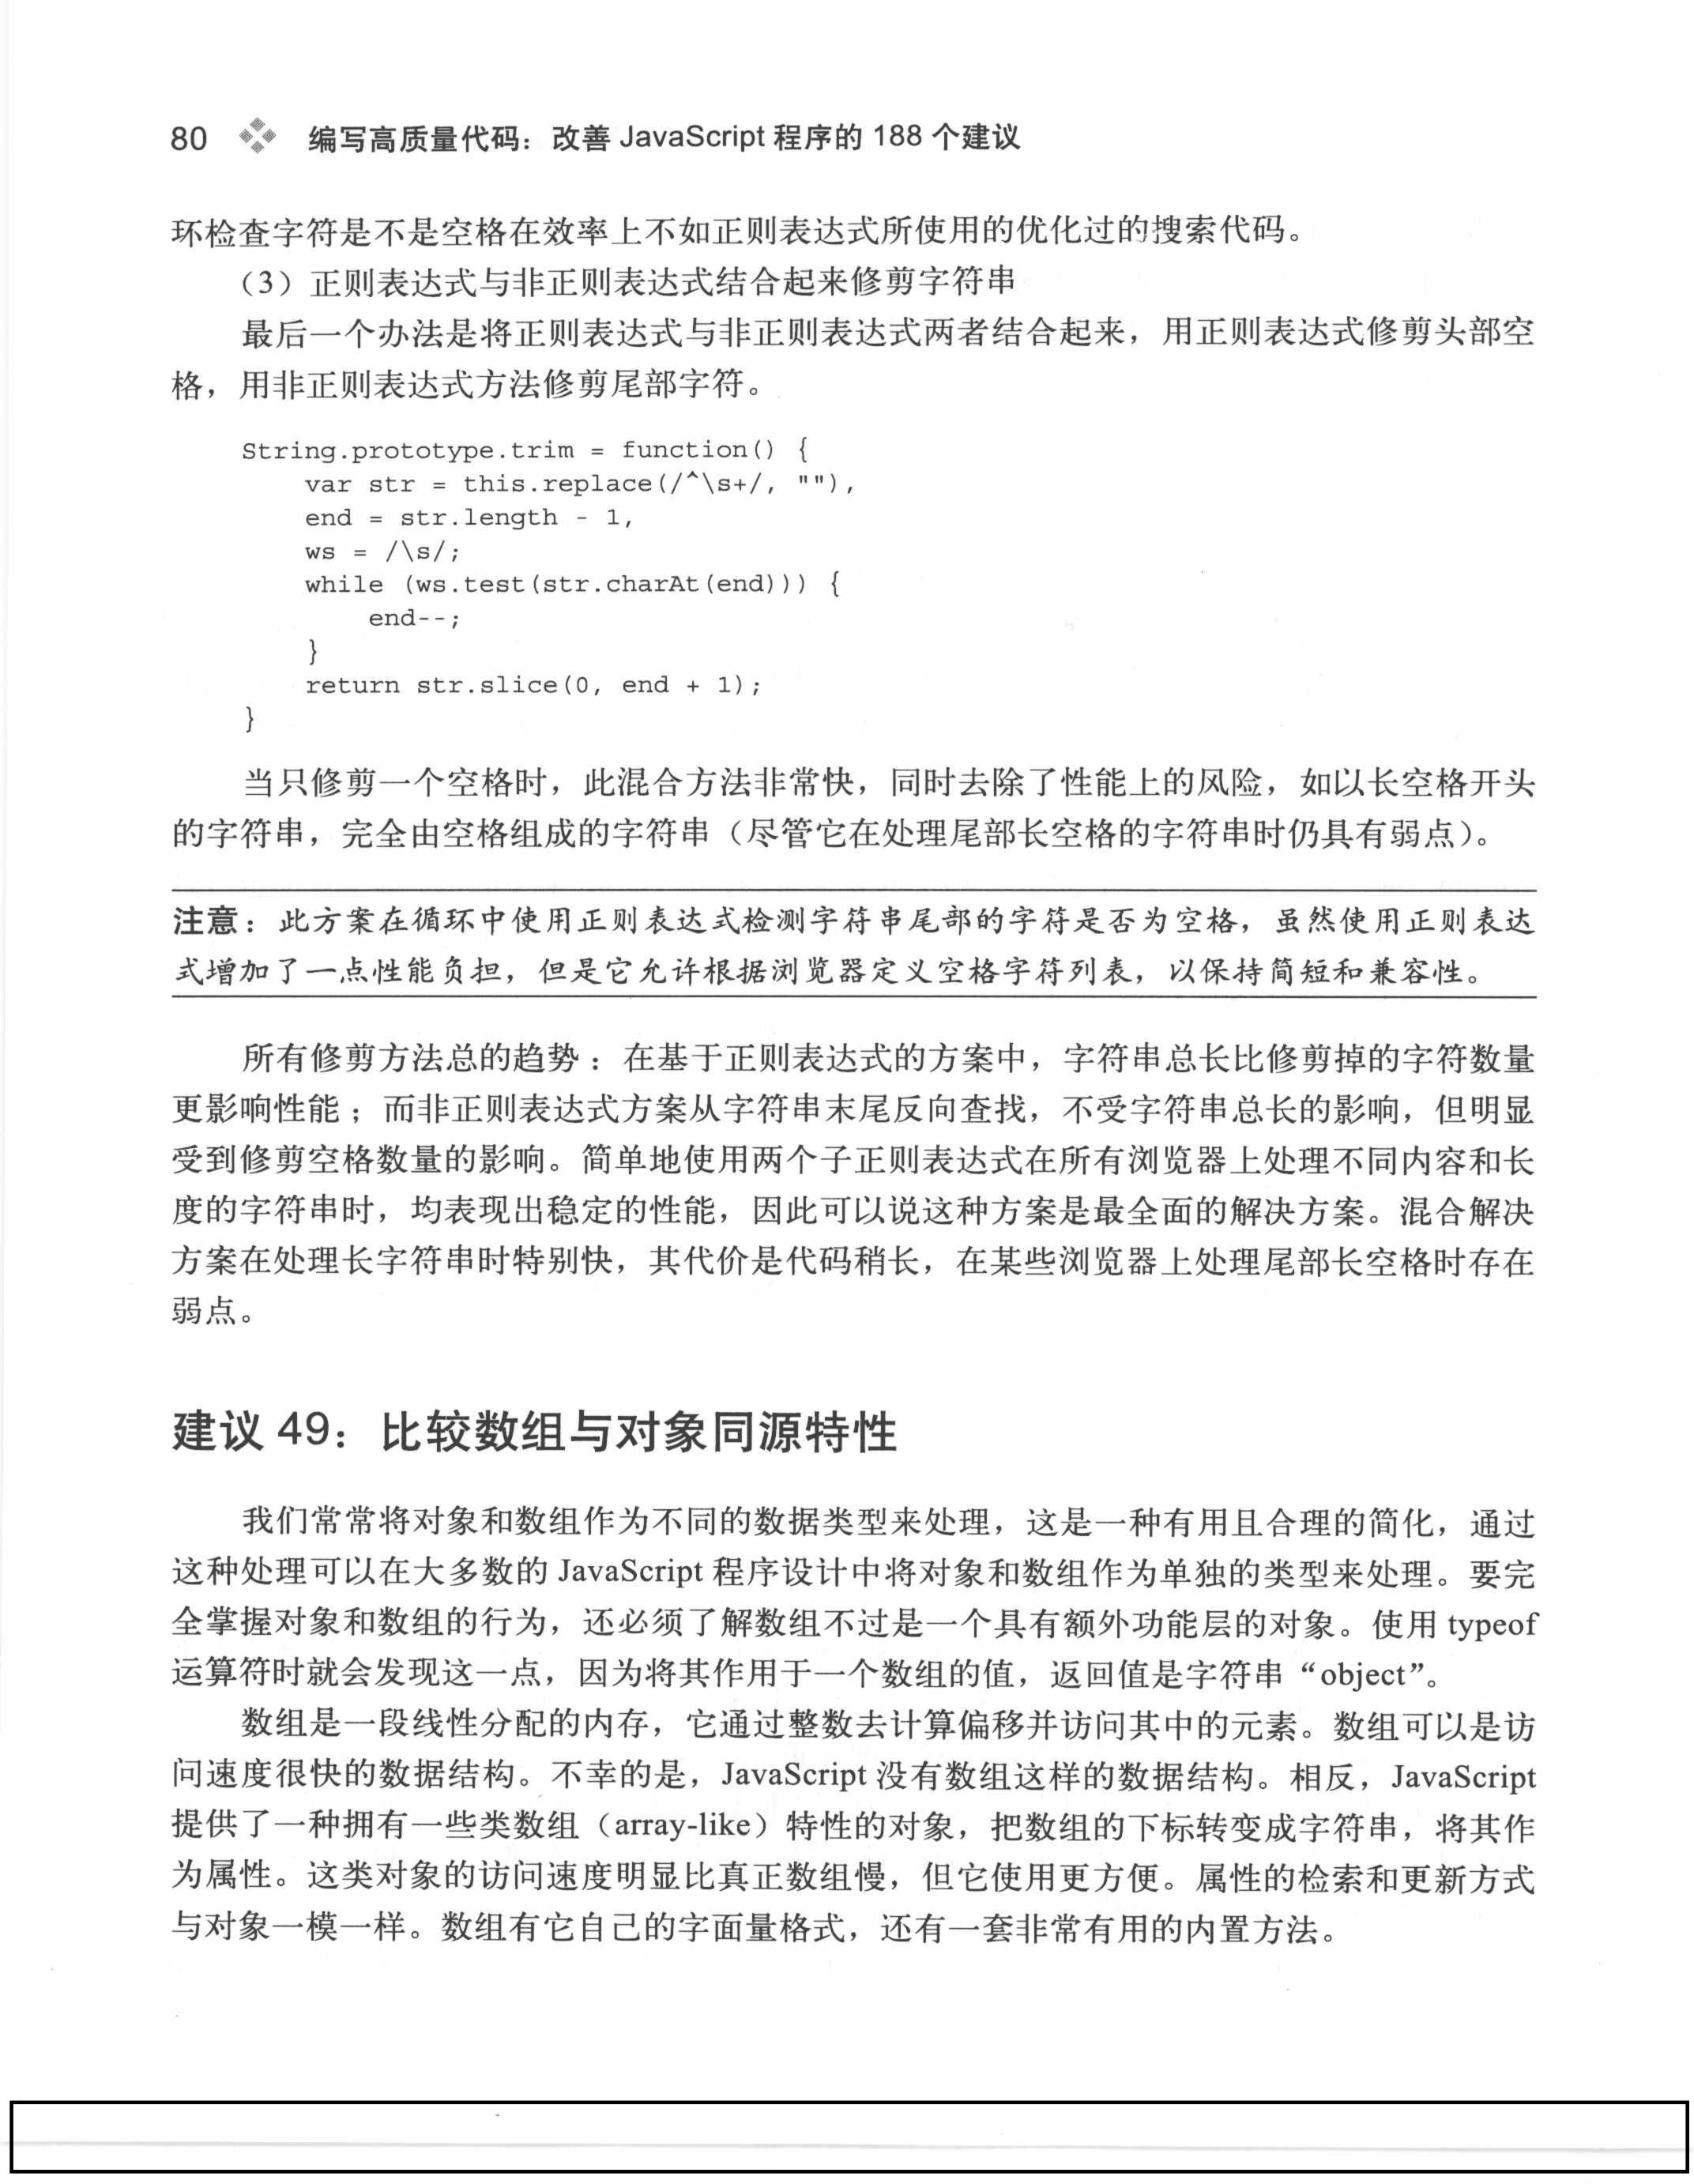 80 编写高质量代码：改善 JavaScript 程序的 188 个建议
环检查字符是不是空格在效率上不如正则表达式所使用的优化过的搜索代码。
（3）正则表达式与非正则表达式结合起来修剪字符串
最后一个办法是将正则表达式与非正则表达式两者结合起来，用正则表达式修剪头部空
格，用非正则表达式方法修剪尾部字符。
String.prototype.trim = function() {
    var str = this.replace(/^\s+/, ""),
    end = str.length - 1,
    ws = /\s/;
    while (ws.test(str.charAt(end))) {
        end--;
    }
    return str.slice(0, end + 1);
}
当只修剪一个空格时，此混合方法非常快，同时去除了性能上的风险，如以长空格开头
的字符串，完全由空格组成的字符串（尽管它在处理尾部长空格的字符串时仍具有弱点）。
注意：此方案在循环中使用正则表达式检测字符串尾部的字符是否为空格，虽然使用正则表达
式增加了一点性能负担，但是它允许根据浏览器定义空格字符列表，以保持简短和兼容性。
所有修剪方法总的趋势：在基于正则表达式的方案中，字符串总长比修剪掉的字符数量
更影响性能；而非正则表达式方案从字符串末尾反向查找，不受字符串总长的影响，但明显
受到修剪空格数量的影响。简单地使用两个子正则表达式在所有浏览器上处理不同内容和长
度的字符串时，均表现出稳定的性能，因此可以说这种方案是最全面的解决方案。混合解决
方案在处理长字符串时特别快，其代价是代码稍长，在某些浏览器上处理尾部长空格时存在
弱点。
建议 49：比较数组与对象同源特性
我们常常将对象和数组作为不同的数据类型来处理，这是一种有用且合理的简化，通过
这种处理可以在大多数的 JavaScript 程序设计中将对象和数组作为单独的类型来处理。要完
全掌握对象和数组的行为，还必须了解数组不过是一个具有额外功能层的对象。使用 typeof
运算符时就会发现这一点，因为将其作用于一个数组的值，返回值是字符串“object”。
数组是一段线性分配的内存，它通过整数去计算偏移并访问其中的元素。数组可以是访
问速度很快的数据结构。不幸的是，JavaScript 没有数组这样的数据结构。相反，JavaScript
提供了一种拥有一些类数组（array-like）特性的对象，把数组的下标转变成字符串，将其作
为属性。这类对象的访问速度明显比真正数组慢，但它使用更方便。属性的检索和更新方式
与对象一模一样。数组有它自己的字面量格式，还有一套非常有用的内置方法。